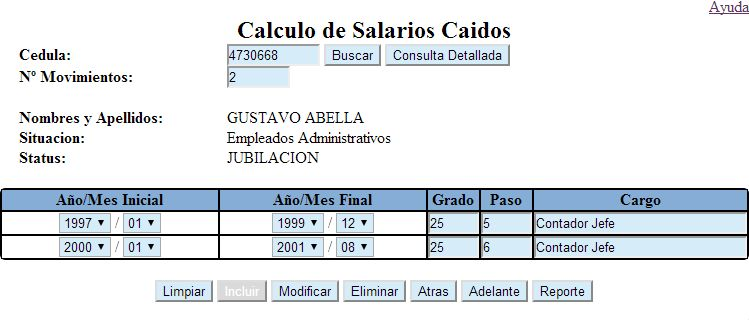 Ayuda
Calculo de Salarios Caidos
Cedula: 4730668 Buscar Consulta Detallada
Nº Movimientos: 2
Nombres y Apellidos: GUSTAVO ABELLA
Situacion: Empleados Administrativos
Status: JUBILACION
Año/Mes Inicial Año/Mes Final Grado Paso Cargo
1997 / 01 1999 / 12 25 5 Contador Jefe
2000 / 01 2001 / 08 25 6 Contador Jefe
Limpiar Incluir Modificar Eliminar Atras Adelante Reporte